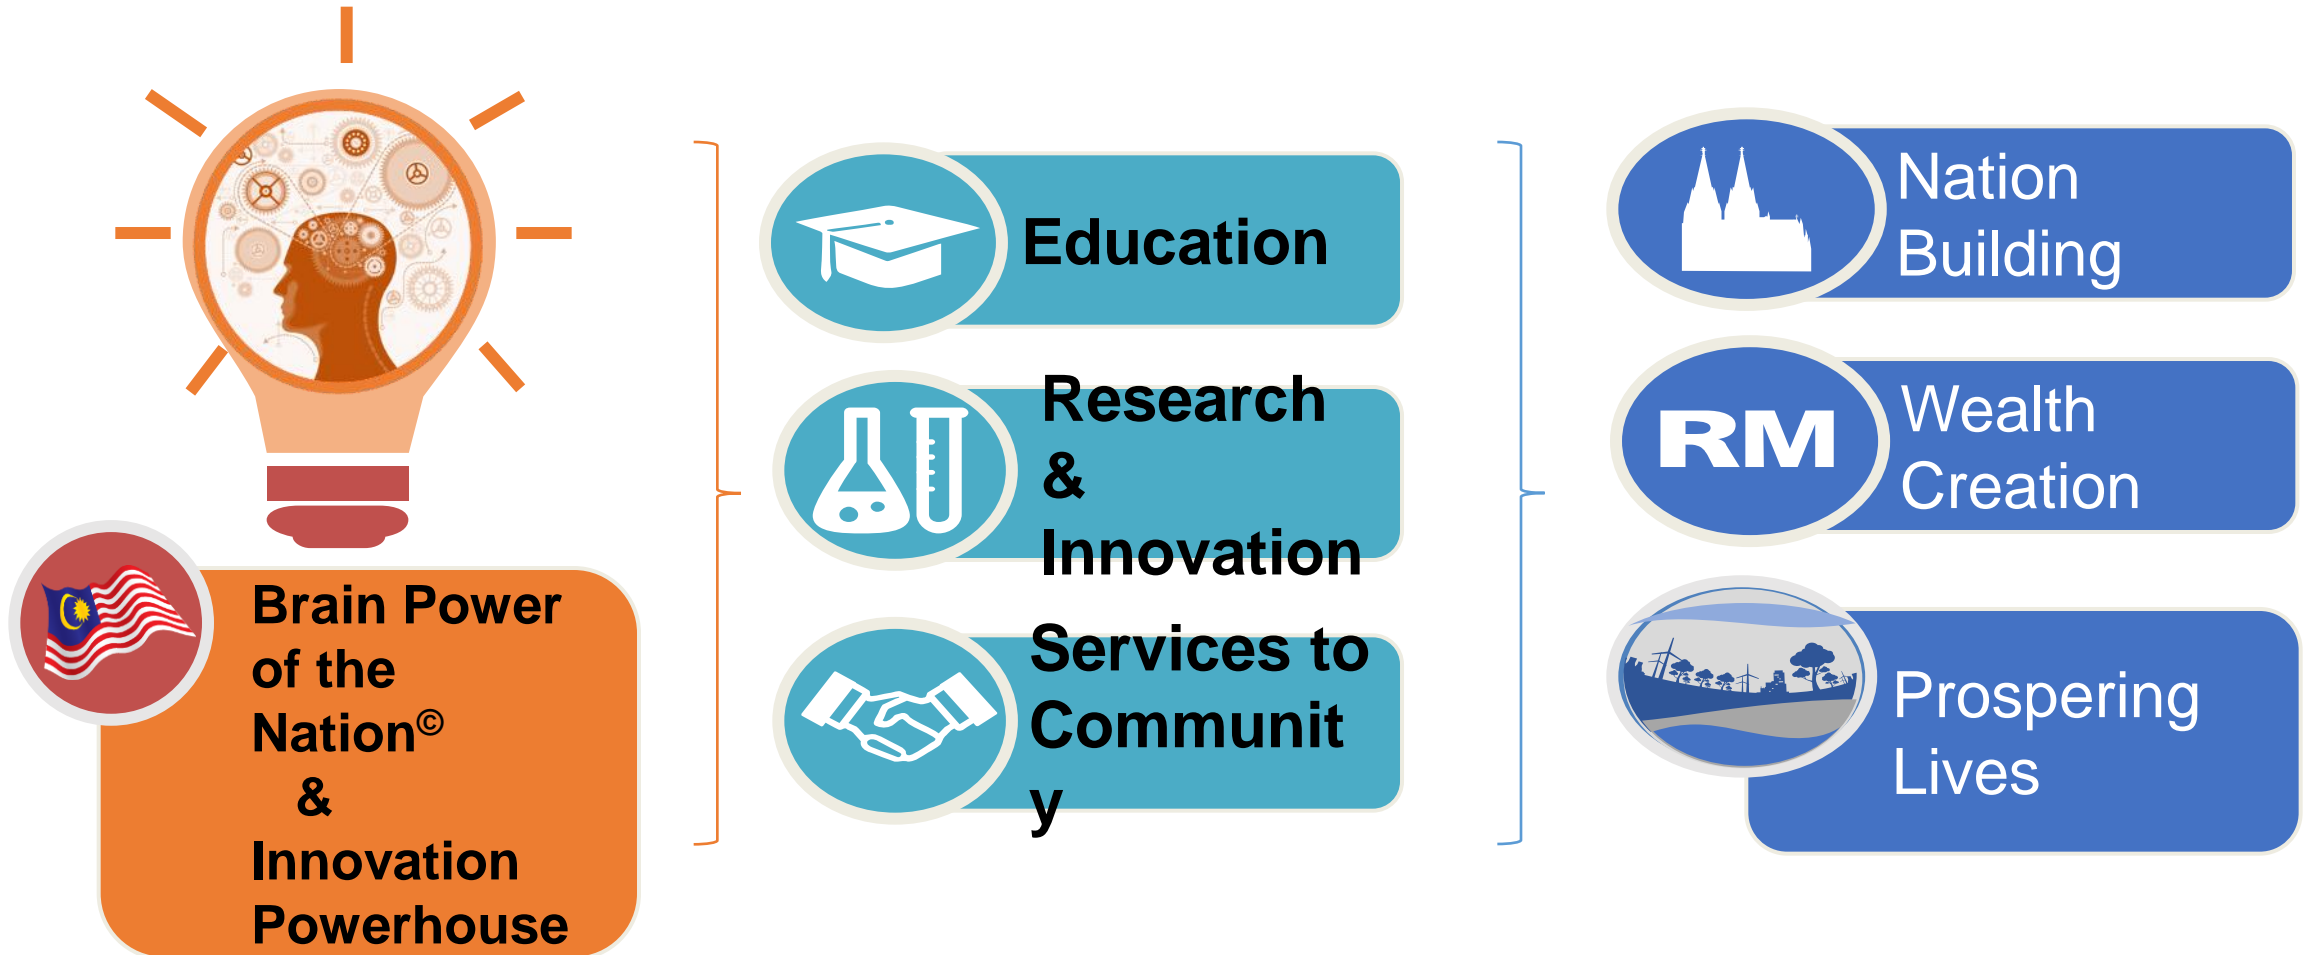 Brain Power
of the
Nation©
&
Innovation
Powerhouse
Education
Research
&
Innovation
Services to
Communit
y
Nation
Building
RM
Wealth
Creation
Prospering
Lives